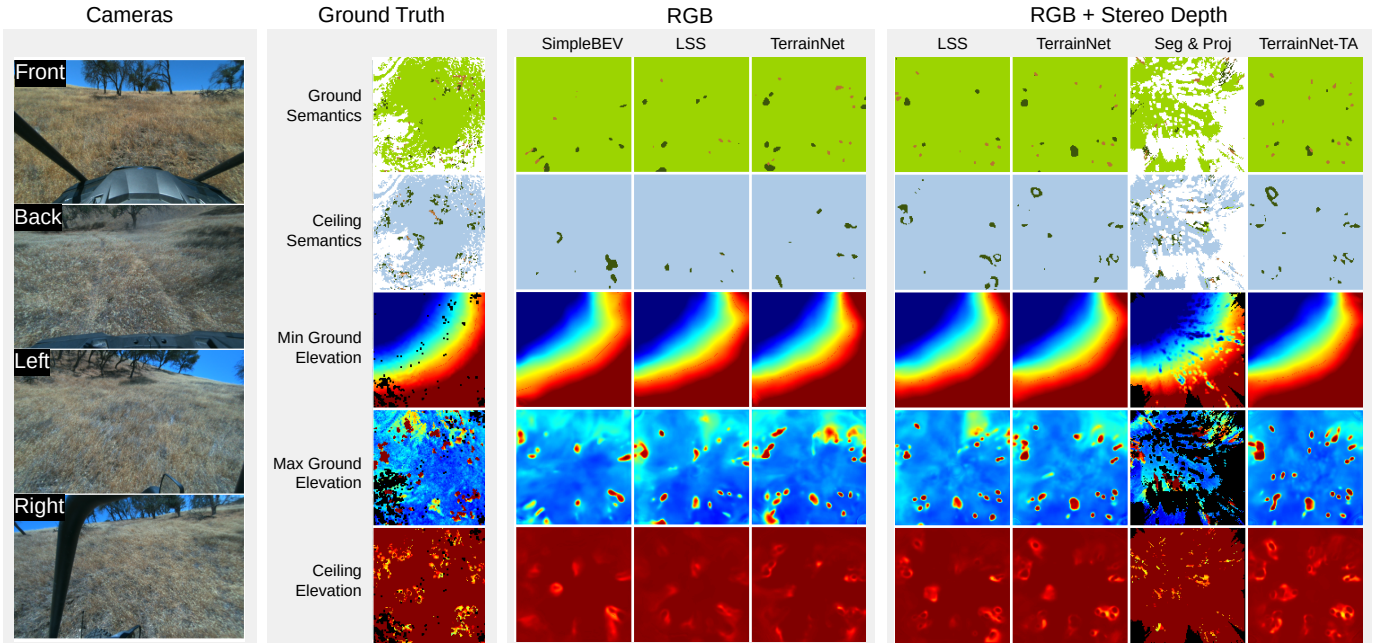 Cameras
Ground Truth
RGB
RGB + Stereo Depth
SimpleBEV
LSS
TerrainNet
LSS
TerrainNet
Seg & Proj
TerrainNet-TA
Front
Back
Left
Right
Ground
Semantics
Ceiling
Semantics
Min Ground
Elevation
Max Ground
Elevation
Ceiling
Elevation